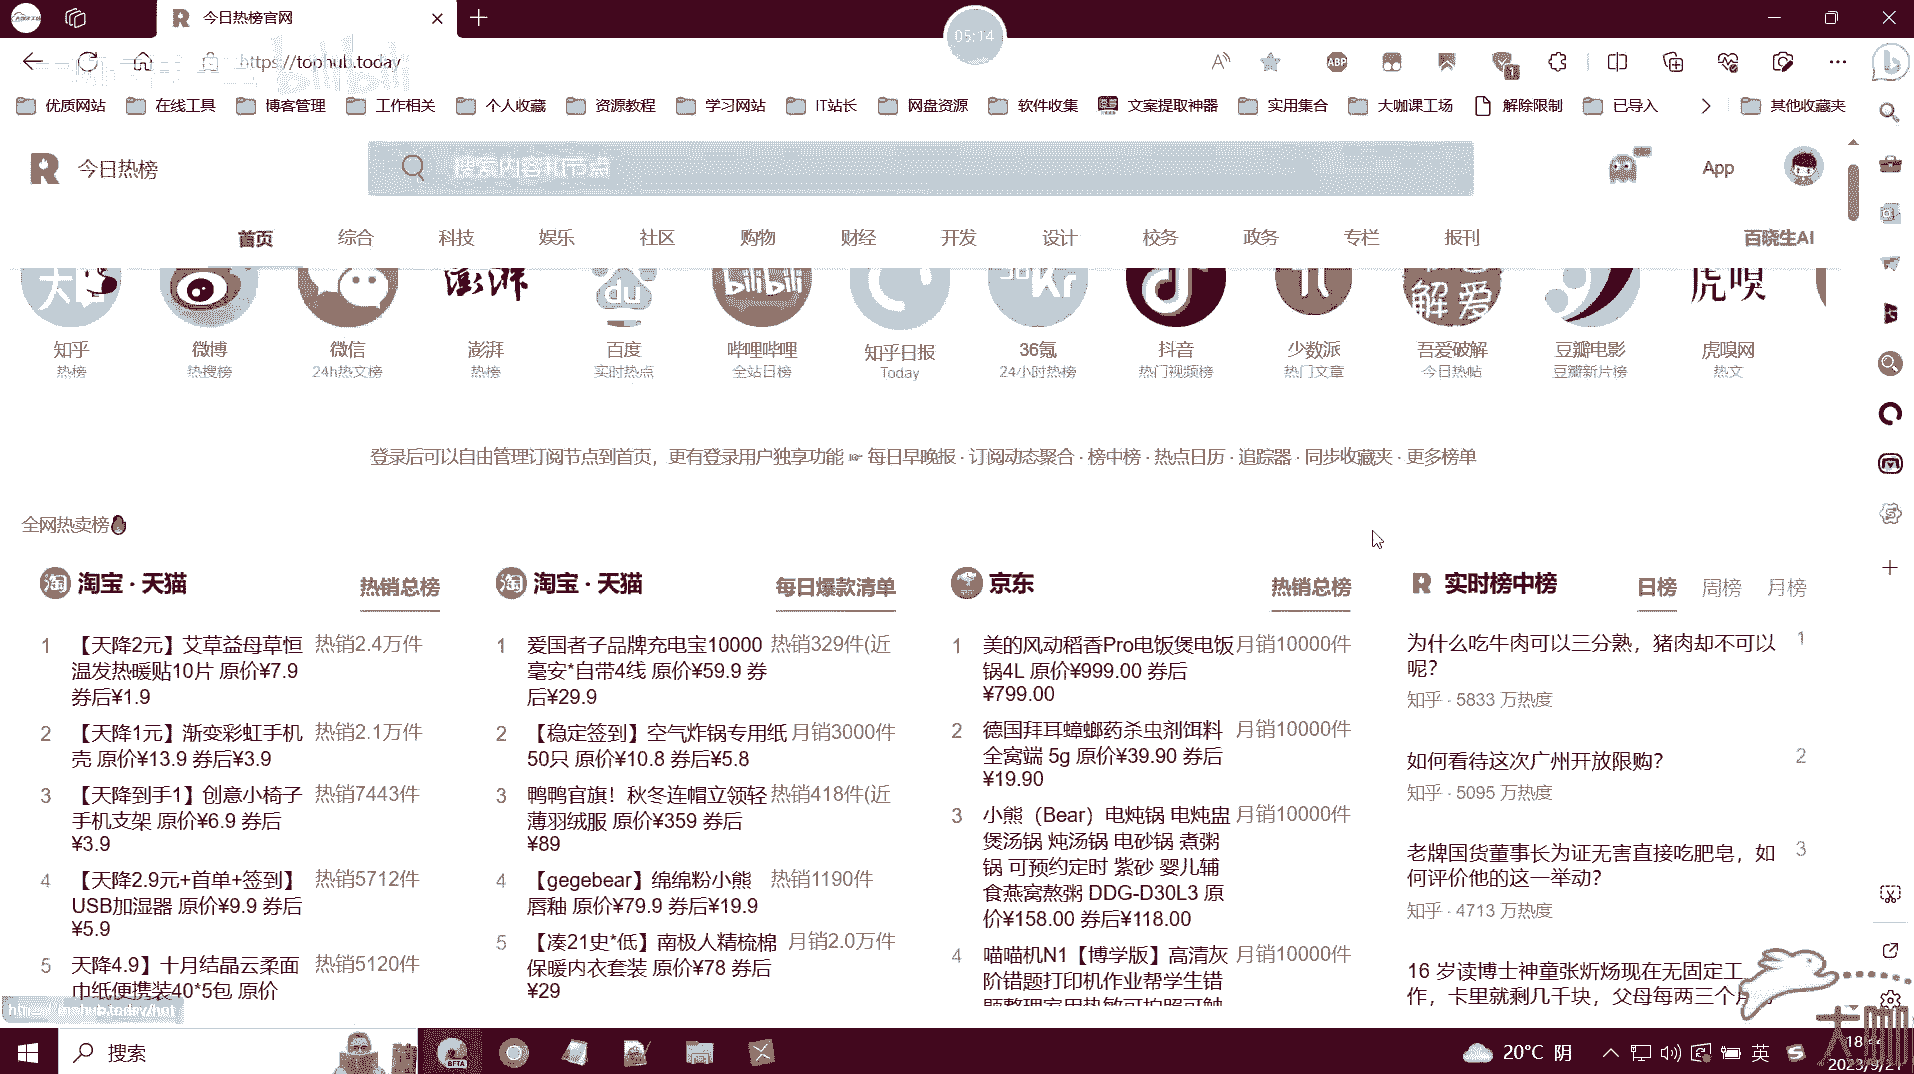 今日热榜官网
05:14
https://tophub.today
优质网站 在线工具 博客管理 工作相关 个人收藏 资源教程 学习网站 IT站长 网盘资源 软件收集 文案提取神器 实用集合 大咖课工场 解除限制 已导入 其他收藏夹
今日热榜
搜索内容和节点
App
首页 综合 科技 娱乐 社区 购物 财经 开发 设计 校务 政务 专栏 报刊 百晓生AI
知乎 微博 微信 澎湃 百度 哔哩哔哩 知乎日报 36氪 抖音 少数派 吾爱破解 豆瓣电影 虎嗅网
热榜 热搜榜 24h热文榜 热榜 实时热点 全站日榜 Today 24小时热榜 热门视频榜 热门文章 今日热帖 豆瓣新片榜 热文
登录后可以自由管理订阅节点到首页，更有登录用户独享功能 ☞ 每日早晚报 · 订阅动态聚合 · 榜中榜 · 热点日历 · 追踪器 · 同步收藏夹 · 更多榜单
全网热卖榜
淘宝 · 天猫 热销总榜
1 【天降2元】艾草益母草恒 热销2.4万件
温发热暖贴10片 原价¥7.9
券后¥1.9
2 【天降1元】渐变彩虹手机 热销2.1万件
壳 原价¥13.9 券后¥3.9
3 【天降到手1】创意小椅子 热销7443件
手机支架 原价¥6.9 券后
¥3.9
4 【天降2.9元+首单+签到】 热销5712件
USB加湿器 原价¥9.9 券后
¥5.9
5 天降4.9】十月结晶云柔面 热销5120件
巾纸便携装40*5包 原价
淘宝 · 天猫 每日爆款清单
1 爱国者子品牌充电宝10000 热销329件(近
毫安*自带4线 原价¥59.9 券
后¥29.9
2 【稳定签到】空气炸锅专用纸 月销3000件
50只 原价¥10.8 券后¥5.8
3 鸭鸭官旗！秋冬连帽立领轻 热销418件(近
薄羽绒服 原价¥359 券后
¥89
4 【gegebear】绵绵粉小熊 热销1190件
唇釉 原价¥79.9 券后¥19.9
5 【凑21史*低】南极人精梳棉 月销2.0万件
保暖内衣套装 原价¥78 券后
¥29
京东 热销总榜
1 美的风动稻香Pro电饭煲电饭 月销10000件
锅4L 原价¥999.00 券后
¥799.00
2 德国拜耳蟑螂药杀虫剂饵料 月销10000件
全窝端 5g 原价¥39.90 券后
¥19.90
3 小熊（Bear）电炖锅 电炖盅 月销10000件
煲汤锅 炖汤锅 电砂锅 煮粥
锅 可预约定时 紫砂 婴儿辅
食燕窝熬粥 DDG-D30L3 原
价¥158.00 券后¥118.00
4 喵喵机N1【博学版】高清灰 月销10000件
阶错题打印机作业帮学生错
实时榜中榜 日榜 周榜 月榜
为什么吃牛肉可以三分熟，猪肉却不可以 1
呢？
知乎 · 5833 万热度
如何看待这次广州开放限购？ 2
知乎 · 5095 万热度
老牌国货董事长为证无害直接吃肥皂，如 3
何评价他的这一举动？
知乎 · 4713 万热度
16 岁读博士神童张炘炀现在无固定工
作，卡里就剩几千块，父母每两三个月
搜索
20°C 阴
英
2023/9/21